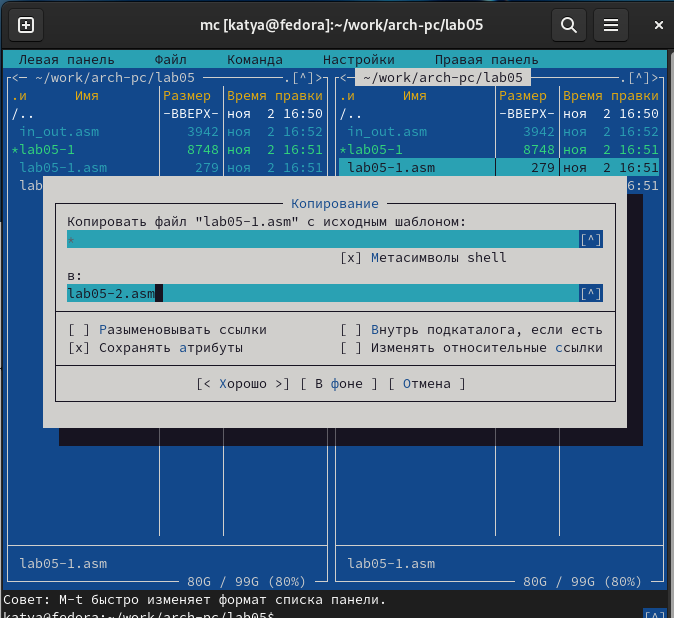 mc [katya@fedora]:~/work/arch-pc/lab05
Левая панель Файл Команда Настройки Правая панель
<— ~/work/arch-pc/lab05 .[^]> <— ~/work/arch-pc/lab05 .[^]>
.и Имя Размер Время правки .и Имя Размер Время правки
/.. -ВВЕРХ- ноя 2 16:50 /.. -ВВЕРХ- ноя 2 16:50
in_out.asm 3942 ноя 2 16:52 in_out.asm 3942 ноя 2 16:52
*lab05-1 8748 ноя 2 16:51 *lab05-1 8748 ноя 2 16:51
lab05-1.asm 279 ноя 2 16:51 lab05-1.asm 279 ноя 2 16:51
lab 6:51
Копирование
Копировать файл "lab05-1.asm" с исходным шаблоном:
* [^]
[x] Метасимволы shell
в:
lab05-2.asm [^]
[ ] Разыменовывать ссылки [ ] Внутрь подкаталога, если есть
[x] Сохранять атрибуты [ ] Изменять относительные ссылки
[< Хорошо >] [ В фоне ] [ Отмена ]
lab05-1.asm lab05-1.asm
80G / 99G (80%) 80G / 99G (80%)
Совет: M-t быстро изменяет формат списка панели.
katya@fedora:~/work/arch-pc/lab05$ [^]